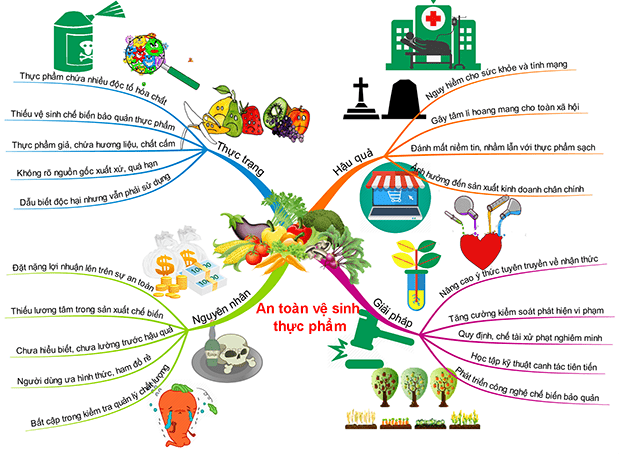 Thực phẩm chứa nhiều độc tố hóa chất
Thiếu vệ sinh chế biến bảo quản thực phẩm
Thực phẩm giả, chứa hương liệu, chất cấm
Không rõ nguồn gốc xuất xứ, quá hạn
Dẫu biết độc hại nhưng vẫn phải sử dụng
Thực trạng
Nguy hiểm cho sức khỏe và tính mạng
Gây tâm lí hoang mang cho toàn xã hội
Đánh mất niềm tin, nhầm lẫn với thực phẩm sạch
Ảnh hưởng đến sản xuất kinh doanh chân chính
Hậu quả
Đặt nặng lợi nhuận lên trên sự an toàn
Thiếu lương tâm trong sản xuất chế biến
Chưa hiểu biết, chưa lường trước hậu quả
Người dùng ưa hình thức, ham đồ rẻ
Bất cập trong kiểm tra quản lý chất lượng
Nguyên nhân
An toàn vệ sinh
thực phẩm
Giải pháp
Nâng cao ý thức tuyên truyền về nhận thức
Tăng cường kiểm soát phát hiện vi phạm
Quy định, chế tài xử phạt nghiêm minh
Học tập kỹ thuật canh tác tiên tiến
Phát triển công nghệ chế biến bảo quản